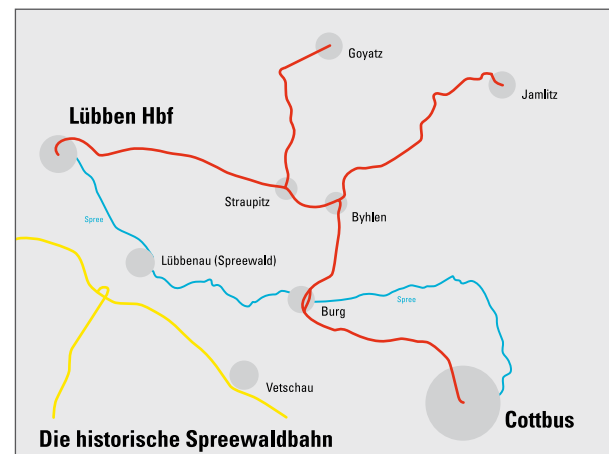 Goyatz
Jamlitz
Lübben Hbf
Straupitz
Byhlen
Spree
Lübbenau (Spreewald)
Spree
Burg
Vetschau
Cottbus
Die historische Spreewaldbahn